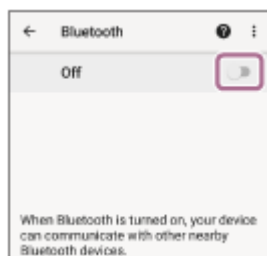 Bluetooth
Off
When Bluetooth is turned on, your device
can communicate with other nearby
Bluetooth devices.